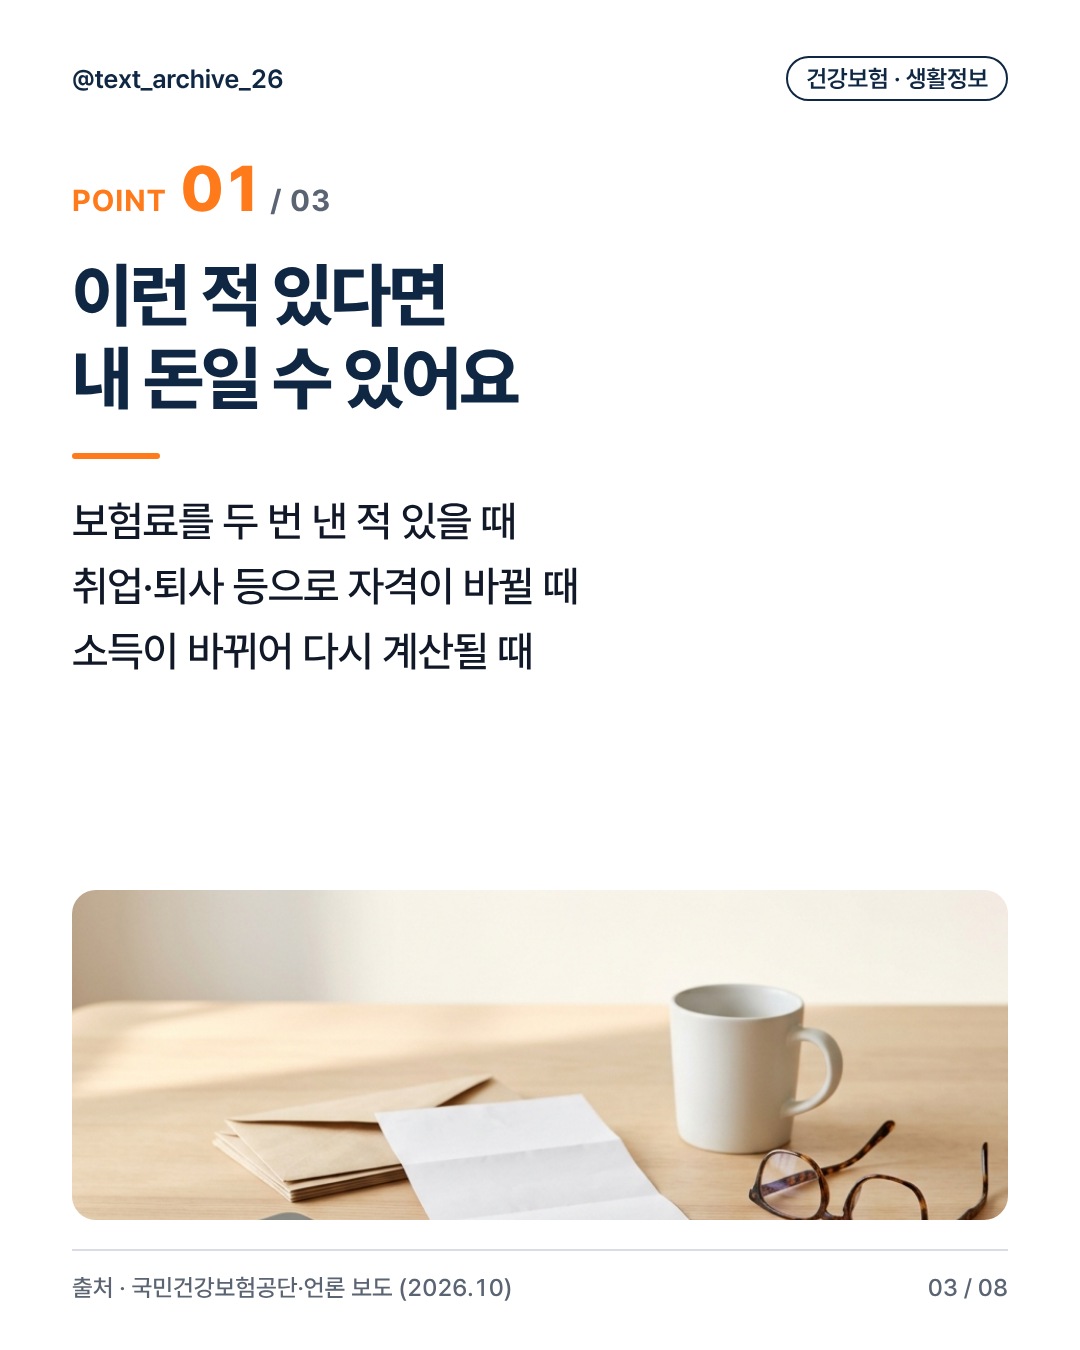 @text_archive_26
건강보험 · 생활정보
POINT 01 / 03
이런 적 있다면
내 돈일 수 있어요
보험료를 두 번 낸 적 있을 때
취업·퇴사 등으로 자격이 바뀔 때
소득이 바뀌어 다시 계산될 때
출처 · 국민건강보험공단·언론 보도 (2026.10)
03 / 08